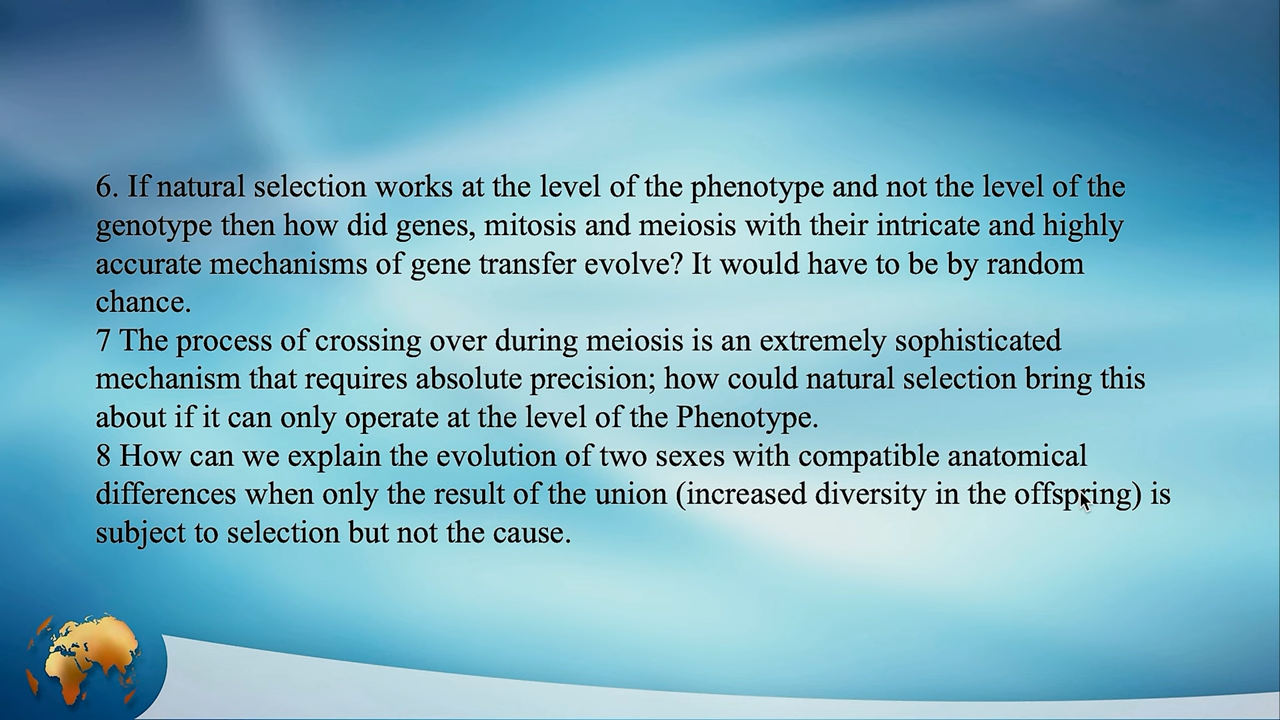 6. If natural selection works at the level of the phenotype and not the level of the
genotype then how did genes, mitosis and meiosis with their intricate and highly
accurate mechanisms of gene transfer evolve? It would have to be by random
chance.
7 The process of crossing over during meiosis is an extremely sophisticated
mechanism that requires absolute precision; how could natural selection bring this
about if it can only operate at the level of the Phenotype.
8 How can we explain the evolution of two sexes with compatible anatomical
differences when only the result of the union (increased diversity in the offspring) is
subject to selection but not the cause.